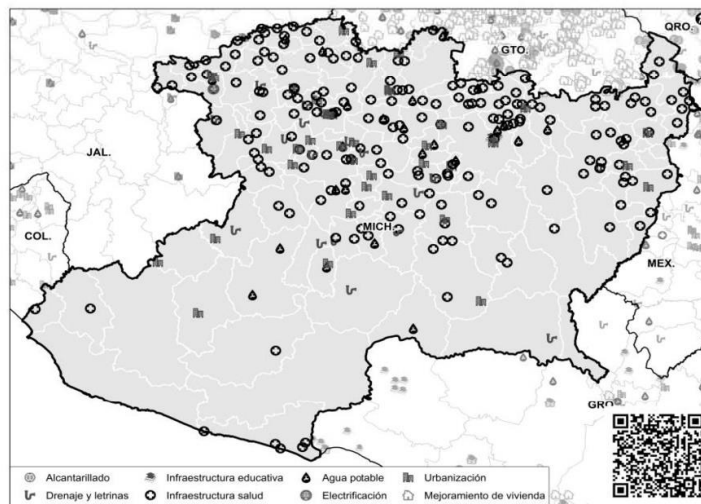 QRO.
GTO.
JAL.
COL.
MICH.
MEX.
GRO.
Alcantarillado
Infraestructura educativa
Agua potable
Urbanización
Drenaje y letrinas
Infraestructura salud
Electrificación
Mejoramiento de vivienda